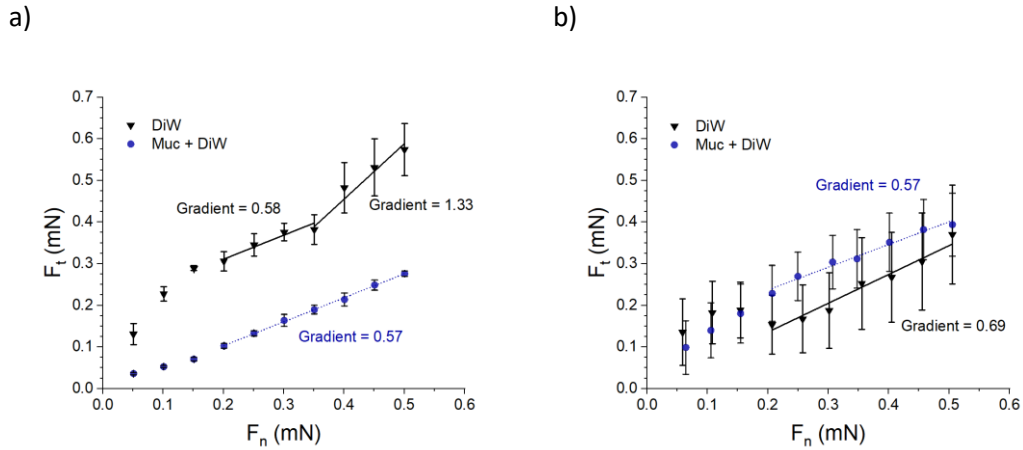 a)
b)
0.7
0.6
0.5
0.4
0.3
0.2
0.1
0.0
F_t (mN)
DiW
Muc + DiW
Gradient = 0.58
Gradient = 1.33
Gradient = 0.57
0.0 0.1 0.2 0.3 0.4 0.5 0.6
F_n (mN)
0.7
0.6
0.5
0.4
0.3
0.2
0.1
0.0
F_t (mN)
DiW
Muc + DiW
Gradient = 0.57
Gradient = 0.69
0.0 0.1 0.2 0.3 0.4 0.5 0.6
F_n (mN)